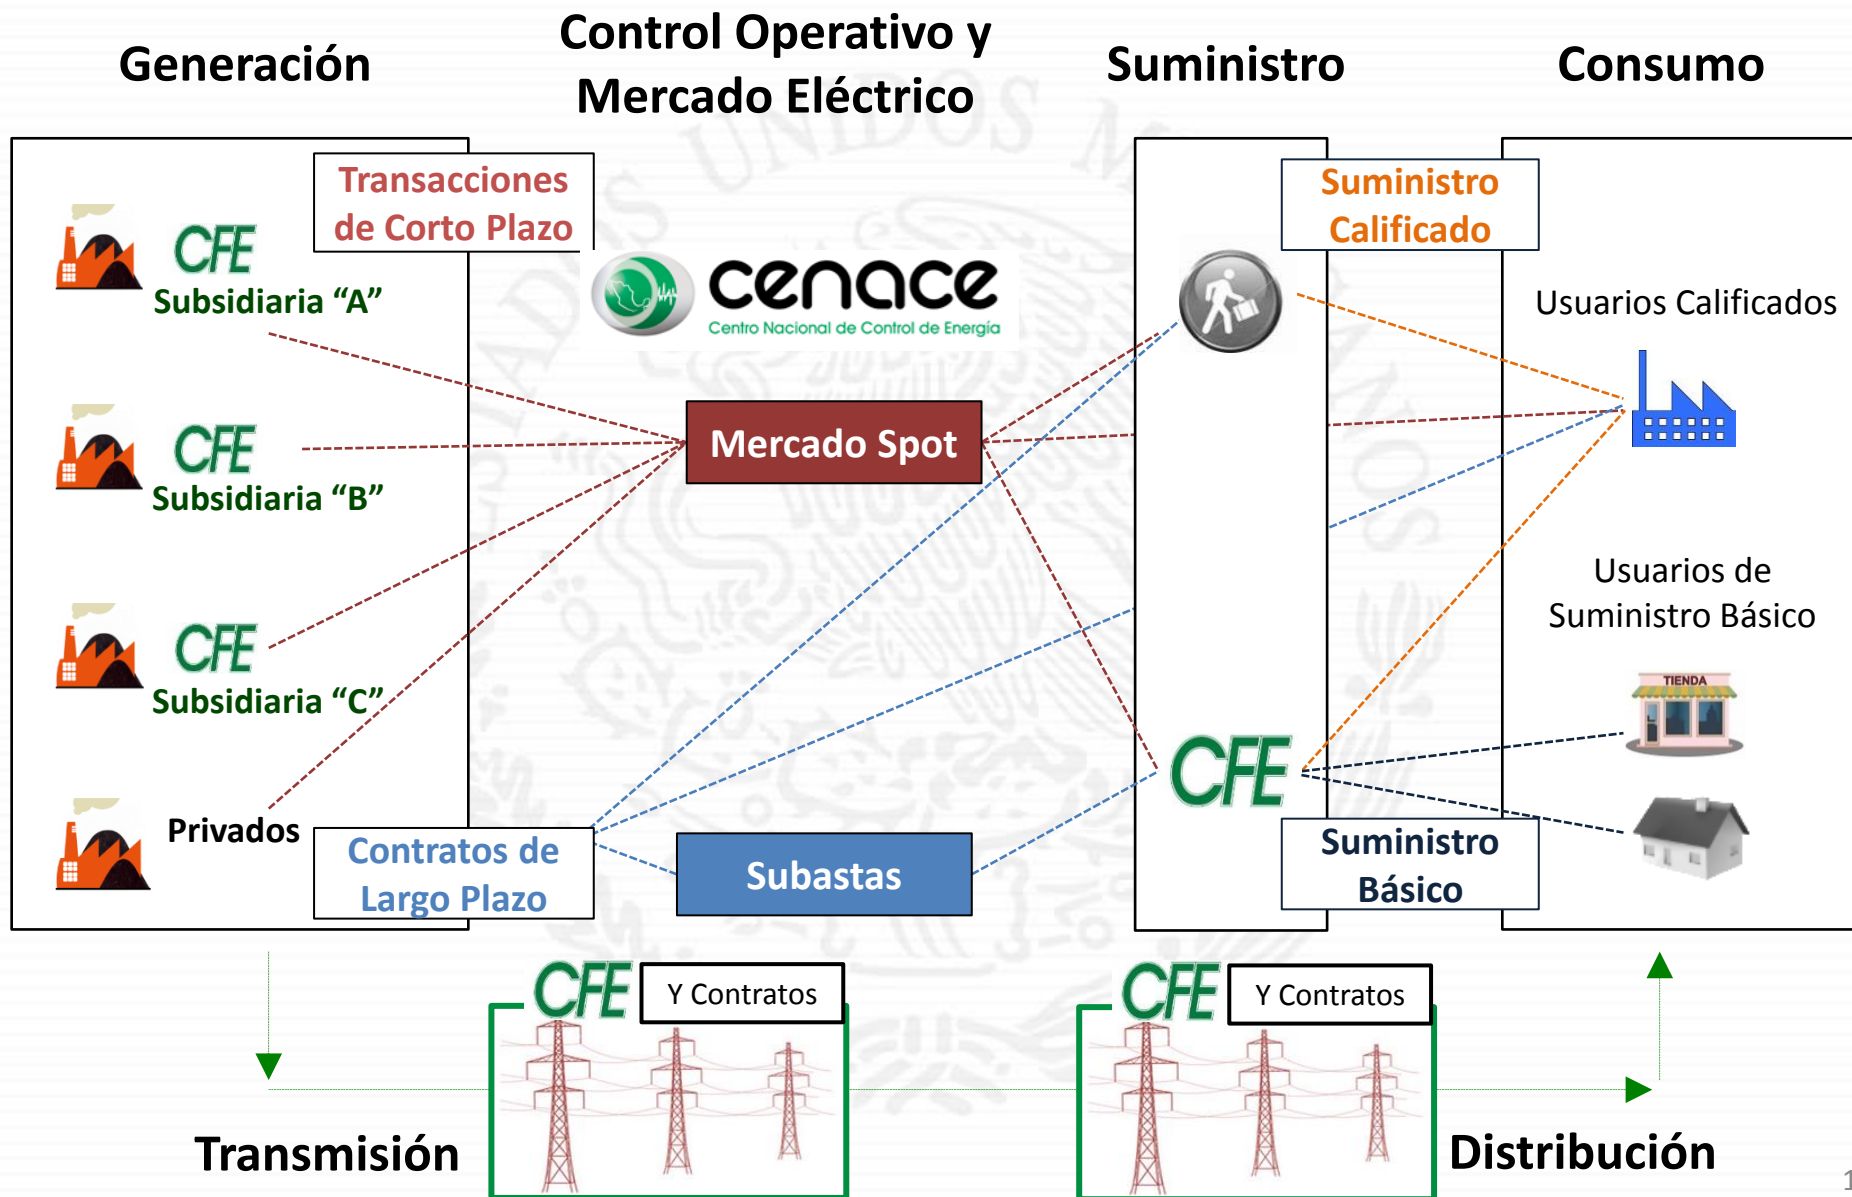 Generación
Control Operativo y
Mercado Eléctrico
Suministro
Consumo
Transacciones
de Corto Plazo
CFE
Subsidiaria “A”
CFE
Subsidiaria “B”
CFE
Subsidiaria “C”
Privados
Contratos de
Largo Plazo
cenace
Centro Nacional de Control de Energía
Mercado Spot
Subastas
Suministro
Calificado
CFE
Suministro
Básico
Usuarios Calificados
Usuarios de
Suministro Básico
TIENDA
CFE
Y Contratos
CFE
Y Contratos
Transmisión
Distribución
1
UNIDOS